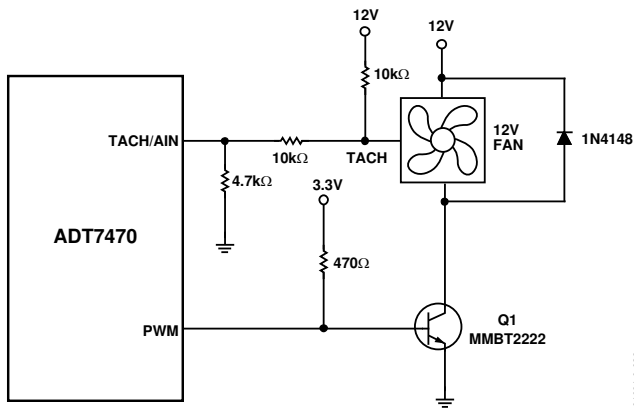 12V
12V
10kΩ
TACH/AIN
10kΩ
TACH
12V
FAN
1N4148
4.7kΩ
3.3V
ADT7470
470Ω
PWM
Q1
MMBT2222